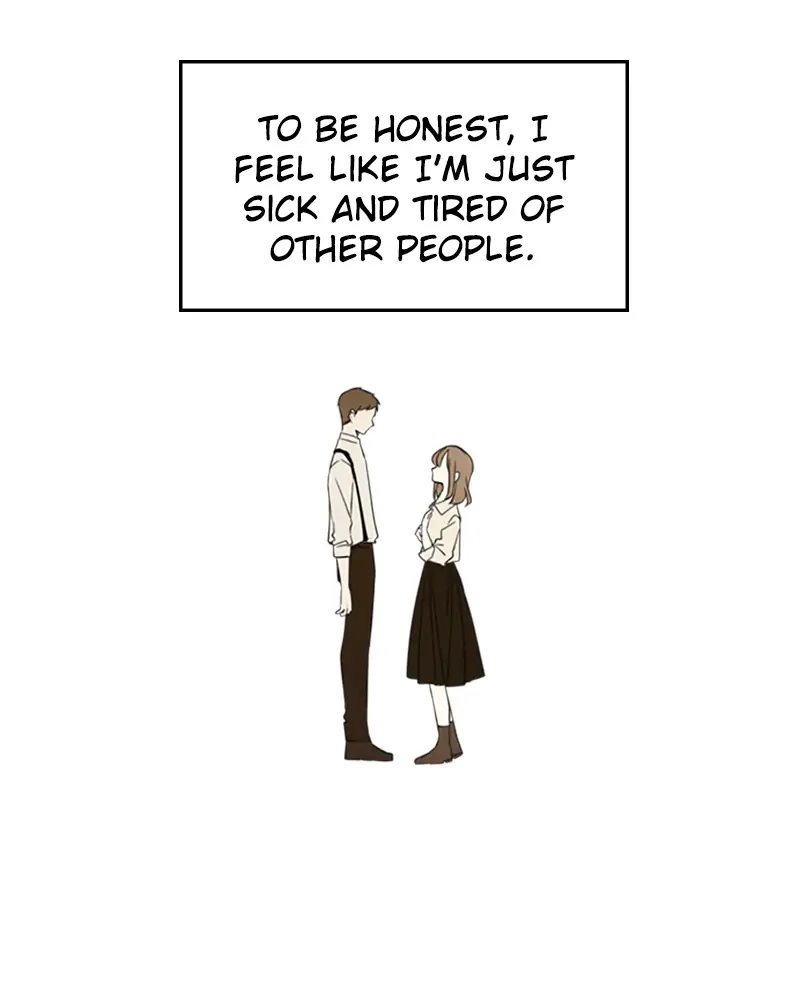 TO BE HONEST, I
FEEL LIKE I'M JUST
SICK AND TIRED OF
OTHER PEOPLE.